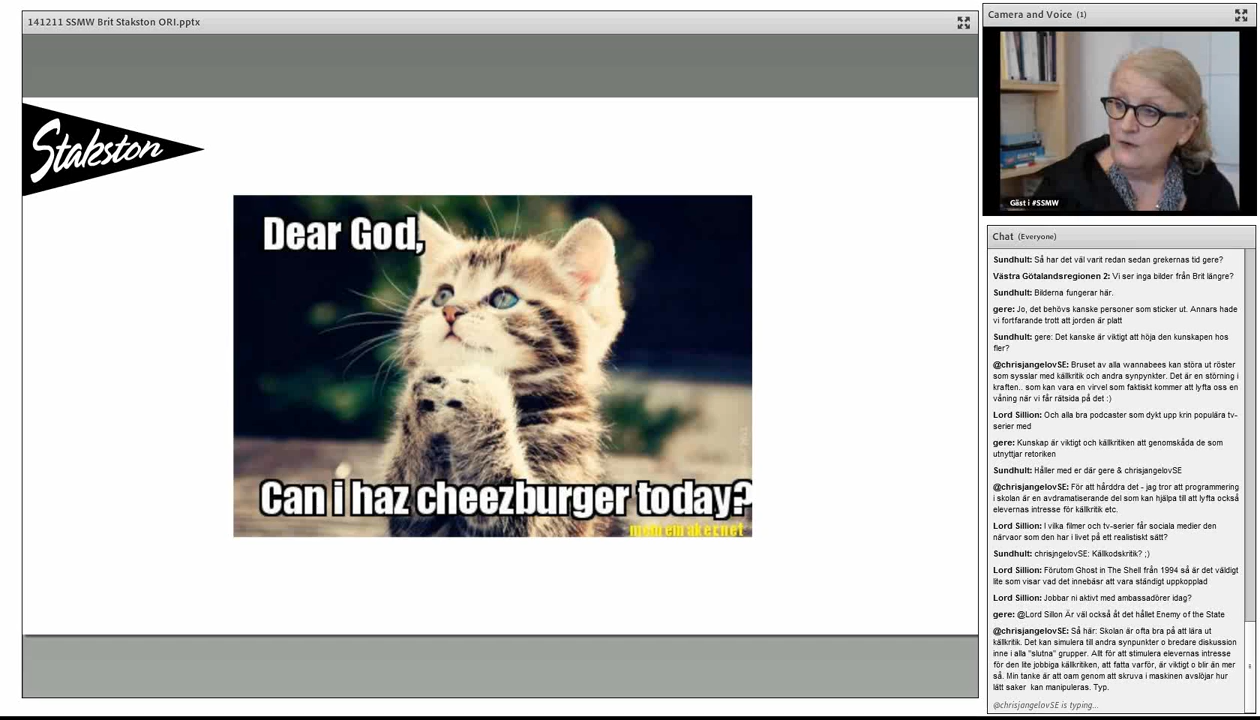 141211 SSMW Brit Stakston ORI.pptx
Stakston
Dear God,
Can i haz cheezburger today?
memremakernet
Camera and Voice (1)
Gäst i #SSMW
Chat (Everyone)
Sundhult: Så har det väl varit redan sedan grekernas tid gere?
Västra Götalandsregionen 2: Vi ser inga bilder från Brit längre?
Sundhult: Bilderna fungerar här.
gere: Jo, det behövs kanske personer som sticker ut. Annars hade
vi fortfarande trott att jorden är platt
Sundhult: gere: Det kanske är viktigt att höja den kunskapen hos
fler?
@chrisjangelovSE: Bruset av alla wannabees kan störa ut röster
som sysslar med källkritik och andra synpynkter. Det är en störning i
kraften.. som kan vara en virvel som faktiskt kommer att lyfta oss en
våning när vi får rätsida på det :)
Lord Sillion: Och alla bra podcaster som dykt upp krin populära tv-
serier med
gere: Kunskap är viktigt och källkritiken att genomskåda de som
utnyttjar retoriken
Sundhult: Håller med er där gere & chrisjangelovSE
@chrisjangelovSE: För att hårddra det - jag tror att programmering
i skolan är en avdramatiserande del som kan hjälpa till att lyfta också
elevernas intresse för källkritik etc.
Lord Sillion: I vilka filmer och tv-serier får sociala medier den
närvaor som den har i livet på ett realistiskt sätt?
Sundhult: chrisjngelovSE: Källkodskritik? ;)
Lord Sillion: Förutom Ghost in The Shell från 1994 så är det väldigt
lite som visar vad det innebäsr att vara ständigt uppkopplad
Lord Sillion: Jobbar ni aktivt med ambassadörer idag?
gere: @Lord Sillon Är väl också åt det hållet Enemy of the State
@chrisjangelovSE: Så här: Skolan är ofta bra på att lära ut
källkritik. Det kan simulera till andra synpunkter o bredare diskussion
inne i alla "slutna" grupper. Allt för att stimulera elevernas intresse
för den lite jobbiga källkritiken, att fatta varför, är viktigt o blir än mer
så. Min tanke är att oam genom att skruva i maskinen avslöjar hur
lätt saker kan manipuleras. Typ.
@chrisjangelovSE is typing...